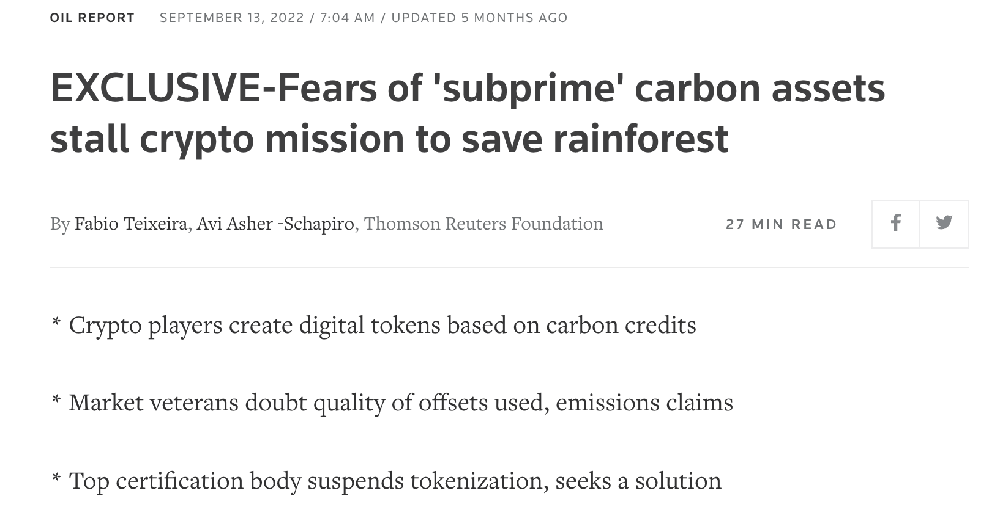 OIL REPORT SEPTEMBER 13, 2022 / 7:04 AM / UPDATED 5 MONTHS AGO
EXCLUSIVE-Fears of 'subprime' carbon assets
stall crypto mission to save rainforest
By Fabio Teixeira, Avi Asher -Schapiro, Thomson Reuters Foundation 27 MIN READ
* Crypto players create digital tokens based on carbon credits
* Market veterans doubt quality of offsets used, emissions claims
* Top certification body suspends tokenization, seeks a solution